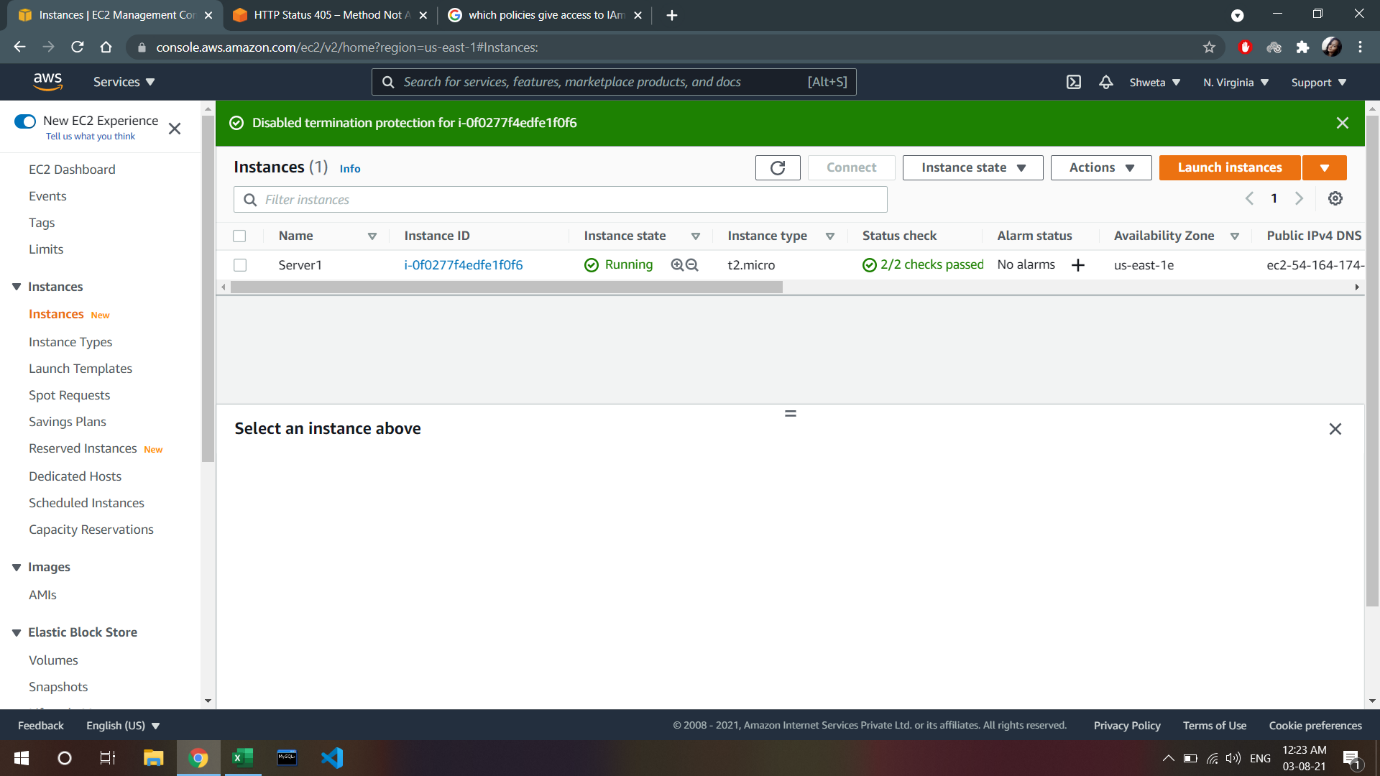 Instances | EC2 Management Con
HTTP Status 405 – Method Not A
which policies give access to IAm
console.aws.amazon.com/ec2/v2/home?region=us-east-1#Instances:
aws
Services
Search for services, features, marketplace products, and docs
[Alt+S]
Shweta
N. Virginia
Support
New EC2 Experience
Tell us what you think
EC2 Dashboard
Events
Tags
Limits
Instances
Instances New
Instance Types
Launch Templates
Spot Requests
Savings Plans
Reserved Instances New
Dedicated Hosts
Scheduled Instances
Capacity Reservations
Images
AMIs
Elastic Block Store
Volumes
Snapshots
Disabled termination protection for i-0f0277f4edfe1f0f6
Instances (1) Info
Connect
Instance state
Actions
Launch instances
Filter instances
1
Name Instance ID Instance state Instance type Status check Alarm status Availability Zone Public IPv4 DNS
Server1 i-0f0277f4edfe1f0f6 Running t2.micro 2/2 checks passed No alarms us-east-1e ec2-54-164-174-
Select an instance above
Feedback
English (US)
© 2008 - 2021, Amazon Internet Services Private Ltd. or its affiliates. All rights reserved.
Privacy Policy
Terms of Use
Cookie preferences
MySQL
ENG
12:23 AM
03-08-21
1